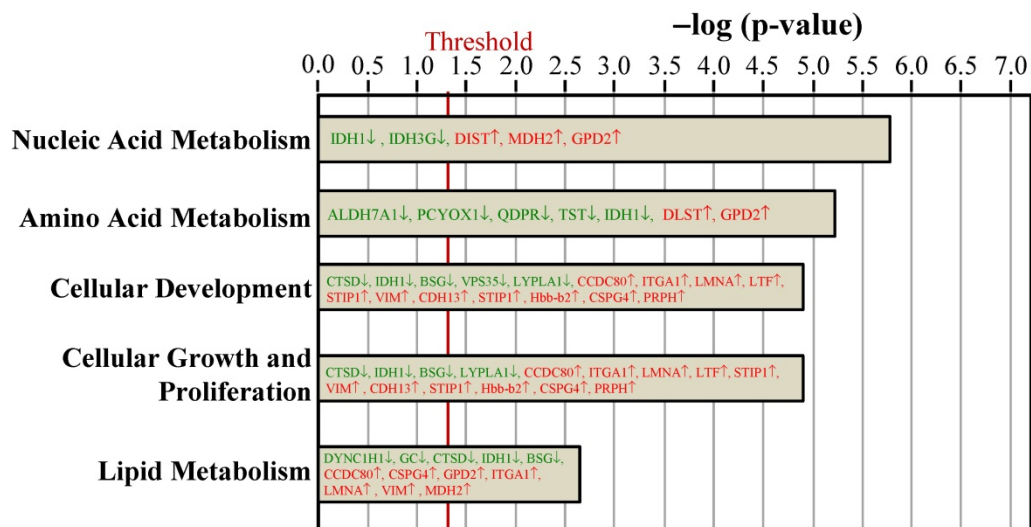 −log (p-value)
Threshold
0.0 0.5 1.0 1.5 2.0 2.5 3.0 3.5 4.0 4.5 5.0 5.5 6.0 6.5 7.0
Nucleic Acid Metabolism
IDH1↓ , IDH3G↓, DIST↑, MDH2↑, GPD2↑
Amino Acid Metabolism
ALDH7A1↓, PCYOX1↓, QDPR↓, TST↓, IDH1↓, DLST↑, GPD2↑
Cellular Development
CTSD↓, IDH1↓, BSG↓, VPS35↓, LYPLA1↓, CCDC80↑, ITGA1↑, LMNA↑, LTF↑,
STIP1↑, VIM↑, CDH13↑, STIP1↑, Hbb-b2↑, CSPG4↑, PRPH↑
Cellular Growth and
Proliferation
CTSD↓, IDH1↓, BSG↓, LYPLA1↓, CCDC80↑, ITGA1↑, LMNA↑, LTF↑, STIP1↑,
VIM↑, CDH13↑, STIP1↑, Hbb-b2↑, CSPG4↑, PRPH↑
Lipid Metabolism
DYNC1H1↓, GC↓, CTSD↓, IDH1↓, BSG↓,
CCDC80↑, CSPG4↑, GPD2↑, ITGA1↑,
LMNA↑, VIM↑, MDH2↑